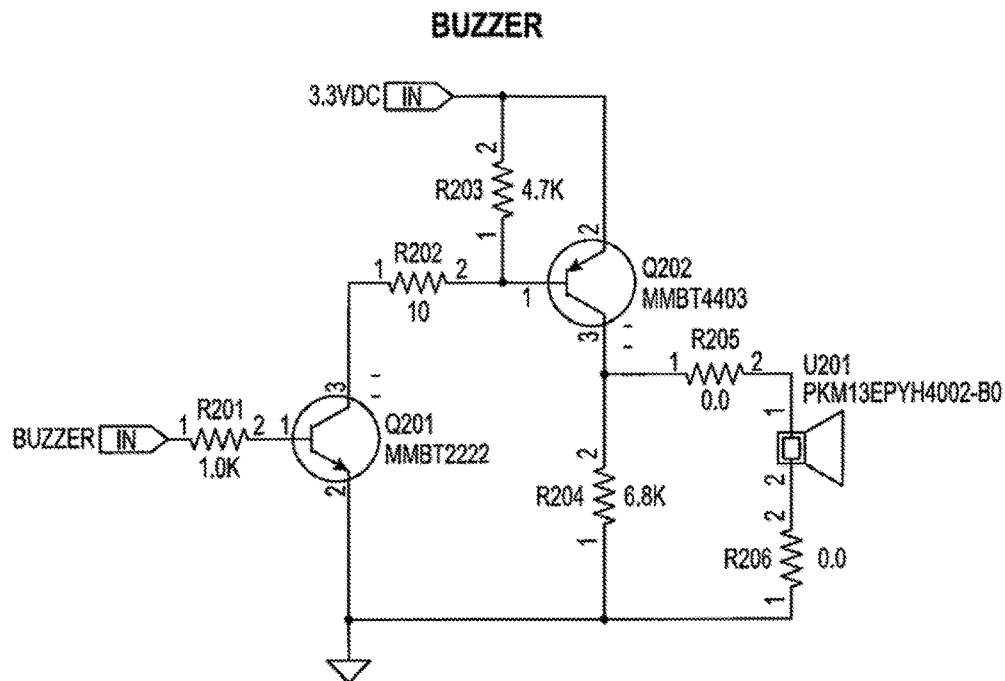 BUZZER
3.3VDC IN
2
R203 4.7K
1
2
R202
1 2
10
1
Q202
MMBT4403
3
R205
1 2
0.0
U201
PKM13EPYH4002-B0
1
2
3
R201
1 2
1.0K
BUZZER IN
1
Q201
MMBT2222
2
2
R204 6.8K
1
2
R206 0.0
1